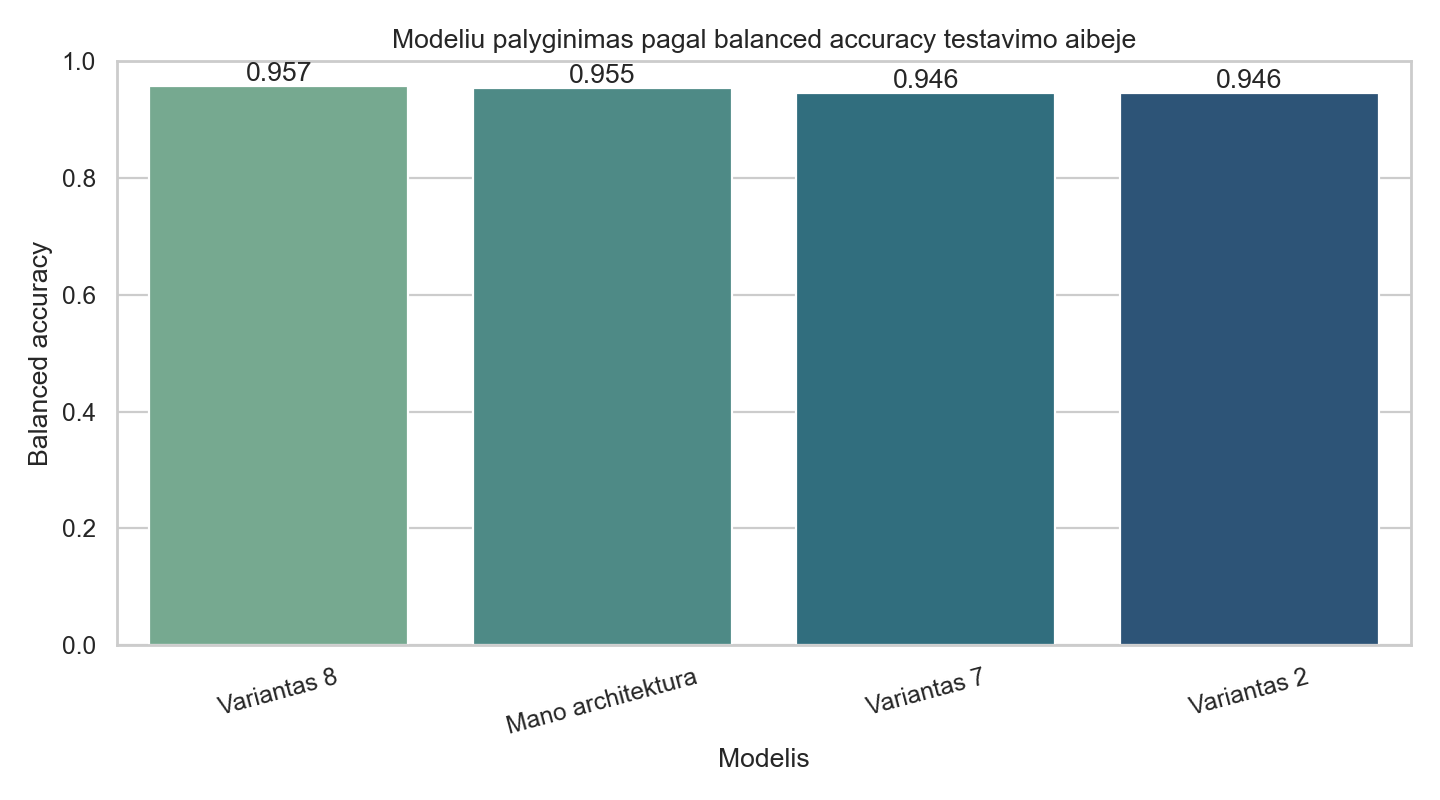 Modeliu palyginimas pagal balanced accuracy testavimo aibeje
1.0
0.8
0.6
0.4
0.2
0.0
Balanced accuracy
0.957
0.955
0.946
0.946
Variantas 8
Mano architektura
Variantas 7
Variantas 2
Modelis